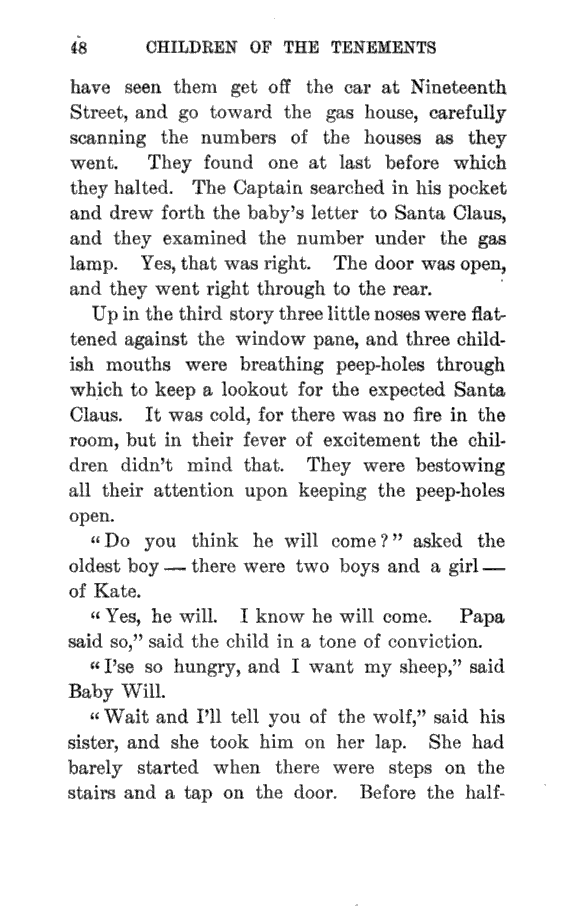 48 CHILDREN OF THE TENEMENTS
have seen them get off the car at Nineteenth
Street, and go toward the gas house, carefully
scanning the numbers of the houses as they
went. They found one at last before which
they halted. The Captain searched in his pocket
and drew forth the baby's letter to Santa Claus,
and they examined the number under the gas
lamp. Yes, that was right. The door was open,
and they went right through to the rear.
Up in the third story three little noses were flat-
tened against the window pane, and three child-
ish mouths were breathing peep-holes through
which to keep a lookout for the expected Santa
Claus. It was cold, for there was no fire in the
room, but in their fever of excitement the chil-
dren didn't mind that. They were bestowing
all their attention upon keeping the peep-holes
open.
"Do you think he will come?" asked the
oldest boy — there were two boys and a girl —
of Kate.
"Yes, he will. I know he will come. Papa
said so," said the child in a tone of conviction.
"I'se so hungry, and I want my sheep," said
Baby Will.
"Wait and I'll tell you of the wolf," said his
sister, and she took him on her lap. She had
barely started when there were steps on the
stairs and a tap on the door. Before the half-